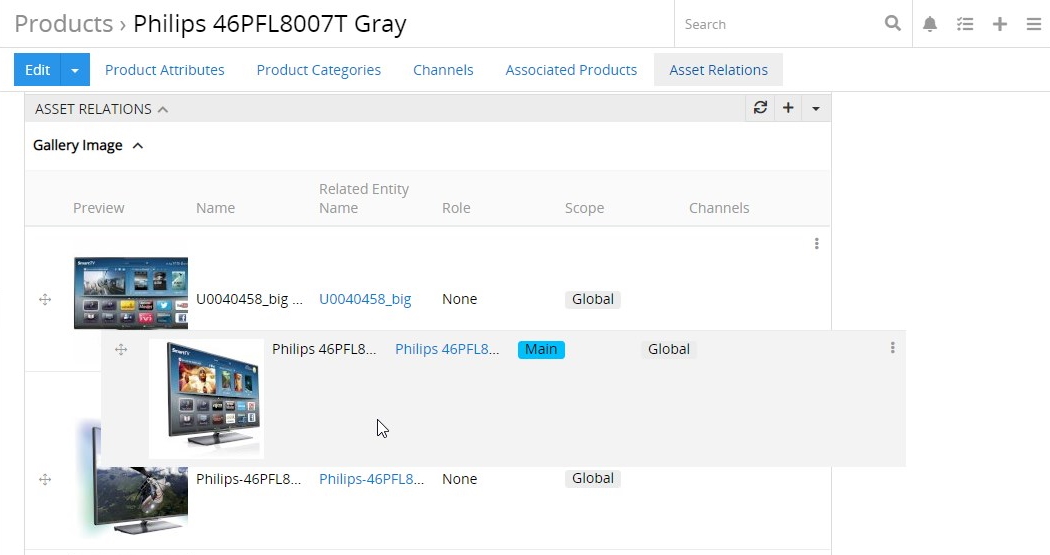 Products › Philips 46PFL8007T Gray
Search
Edit
Product Attributes
Product Categories
Channels
Associated Products
Asset Relations
ASSET RELATIONS
Gallery Image
Preview
Name
Related Entity
Name
Role
Scope
Channels
SmartTV
U0040458_big ...
U0040458_big
None
Global
SmartTV
Philips 46PFL8...
Philips 46PFL8...
Main
Global
Philips-46PFL8...
Philips-46PFL8...
None
Global